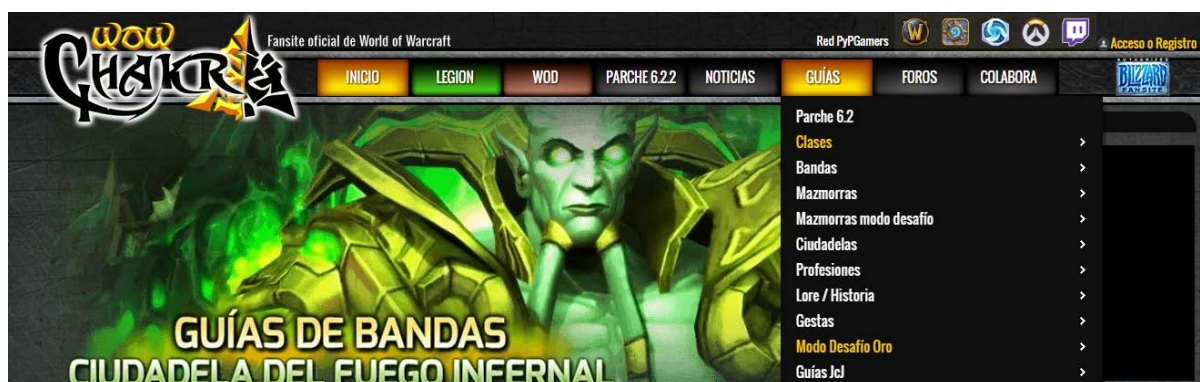 WOW
CHAKRA
Fansite oficial de World of Warcraft
Red PyPGamers
Acceso o Registro
INICIO
LEGION
WOD
PARCHE 6.2.2
NOTICIAS
GUÍAS
FOROS
COLABORA
AUTHORIZED
BLIZZARD
FANSITE
Parche 6.2
Clases
Bandas
Mazmorras
Mazmorras modo desafío
Ciudadelas
Profesiones
Lore / Historia
Gestas
Modo Desafío Oro
Guías JcJ
GUÍAS DE BANDAS
CIUDADELA DEL FUEGO INFERNAL